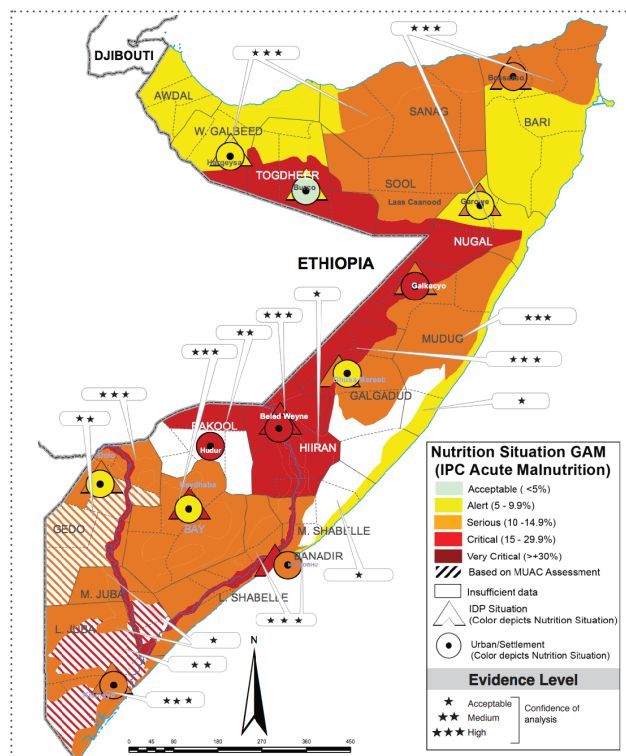 DJIBOUTI
★★★
★★★
Bossaso
AWDAL
SANAG
W. GALBEED
BARI
Hargeysa
TOGDHEER
Burco
SOOL
Laas Caanood
Garowe
NUGAL
ETHIOPIA
Galkacyo
★
★★★
★★★
MUDUG
★★
★★★
★★★
GALGADUD
★
★★★
★★
BAKOOL
Beled Weyne
Hudur
HIIRAN
Baydhaba
GEDO
BAY
M. SHABELLE
BANADIR
★
M. JUBA
L. SHABELLE
★★★
L. JUBA
★
★★
★★★
N
0 45 90 180 270 360 450
Nutrition Situation GAM
(IPC Acute Malnutrition)
Acceptable ( <5%)
Alert (5 - 9.9%)
Serious (10 -14.9%)
Critical (15 - 29.9%)
Very Critical (>+30%)
Based on MUAC Assessment
Insufficient data
IDP Situation
(Color depicts Nutrition Situation)
Urban/Settlement
(Color depicts Nutrition Situation)
Evidence Level
★ Acceptable
★★ Medium
★★★ High
Confidence of
analysis